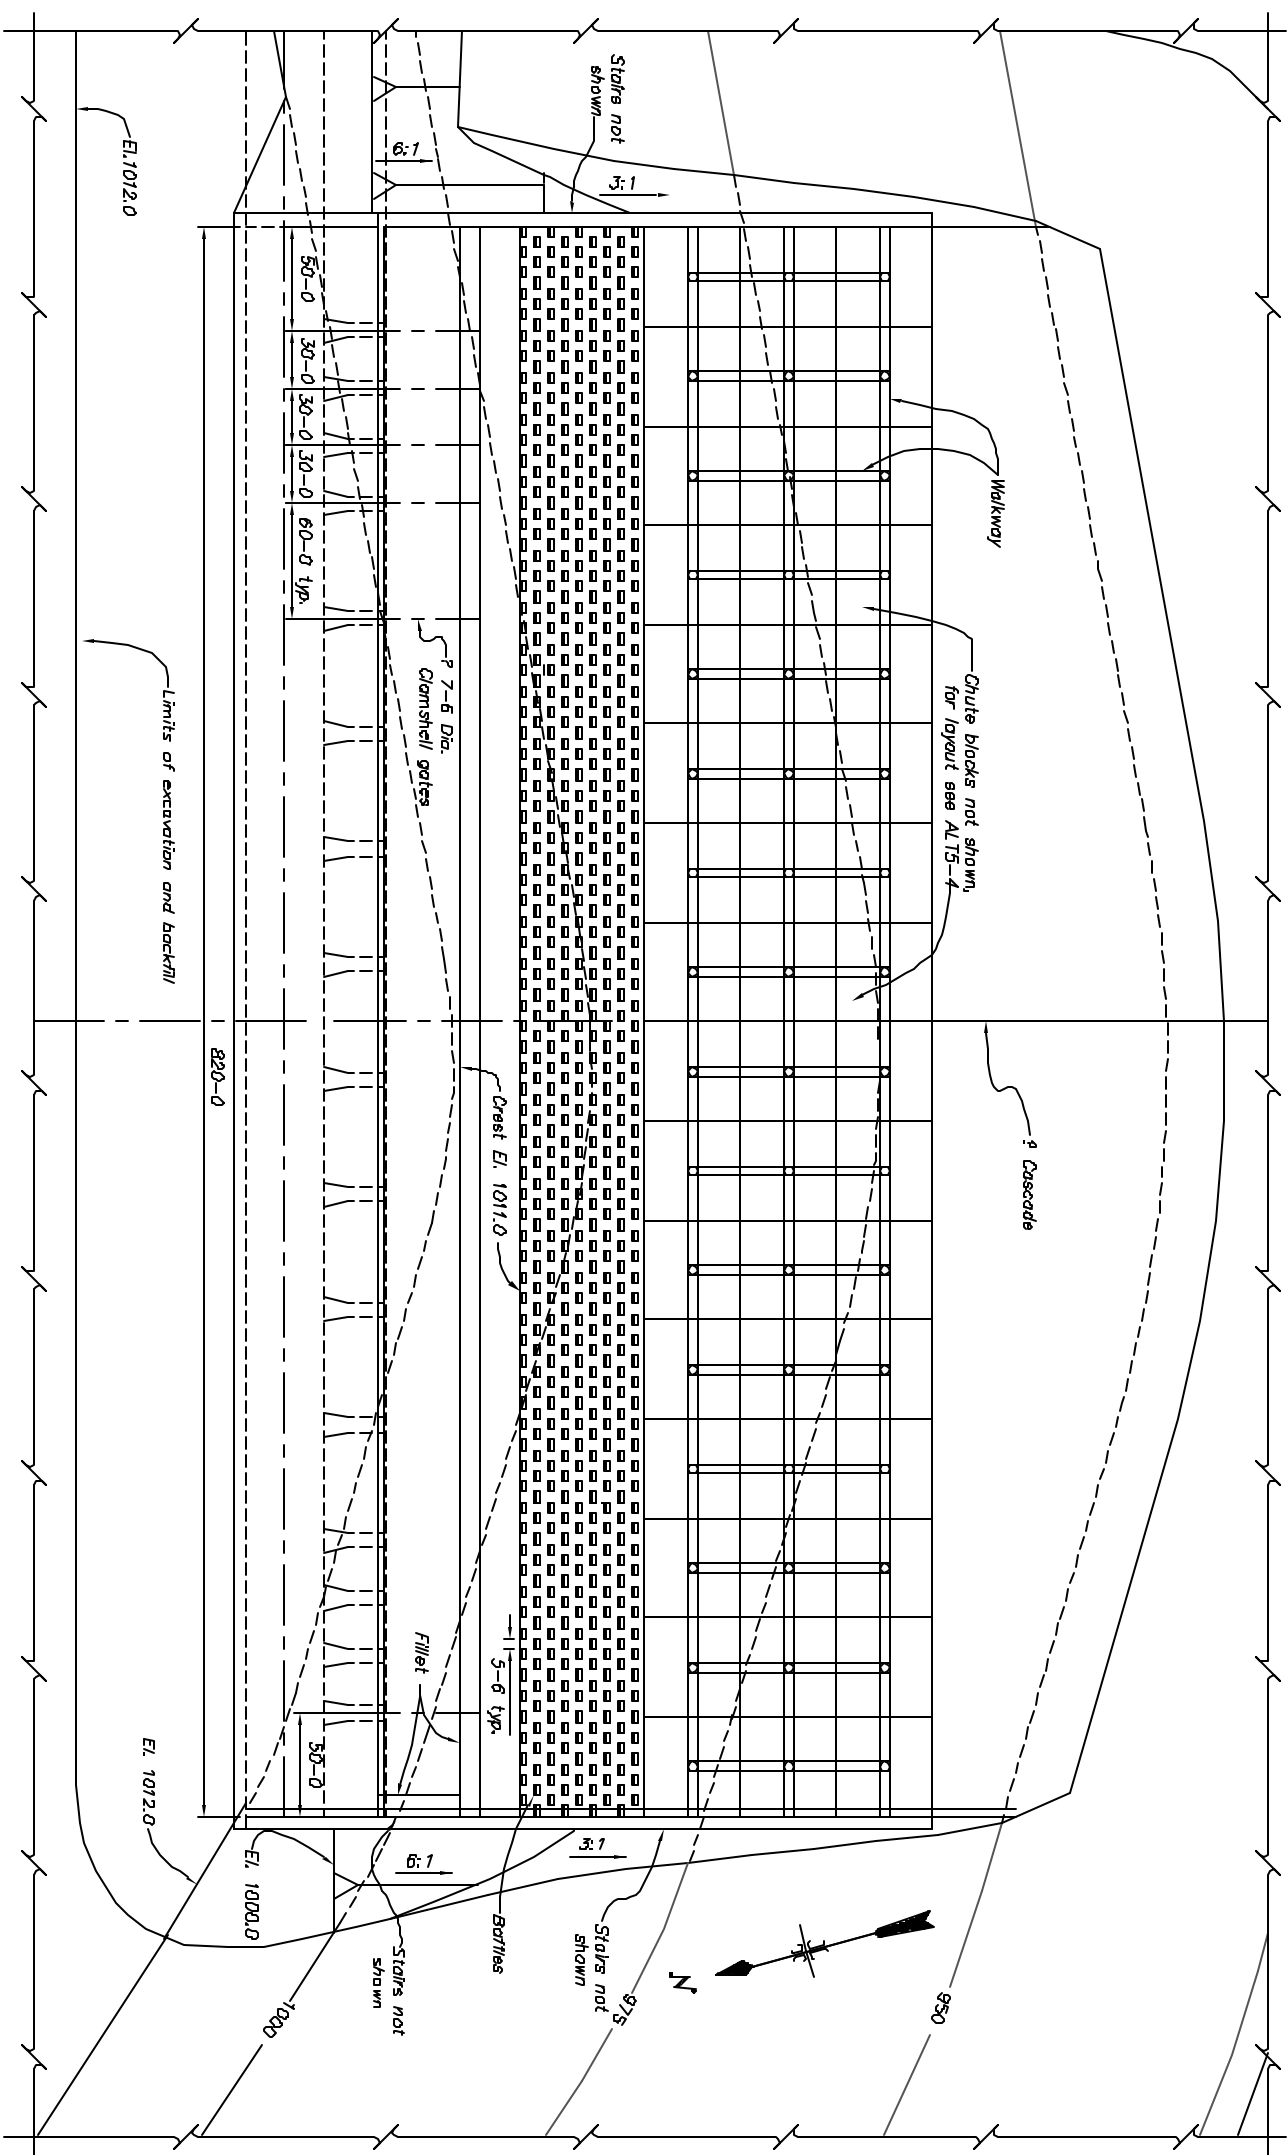 El.1012.0
Limits of excavation and backfill
820-0
50-0
30-0
30-0
30-0
60-0 typ.
6:1
Stairs not
shown
3:1
? 7-6 Dia.
Clamshell gates
Walkway
Chute blocks not shown,
for layout see ALT5-4
Crest El. 1011.0
? Cascade
Fillet
5-6 typ.
50-0
El. 1012.0
El. 1000.0
6:1
3:1
Baffles
Stairs not
shown
Stairs not
shown
N
1000
975
950